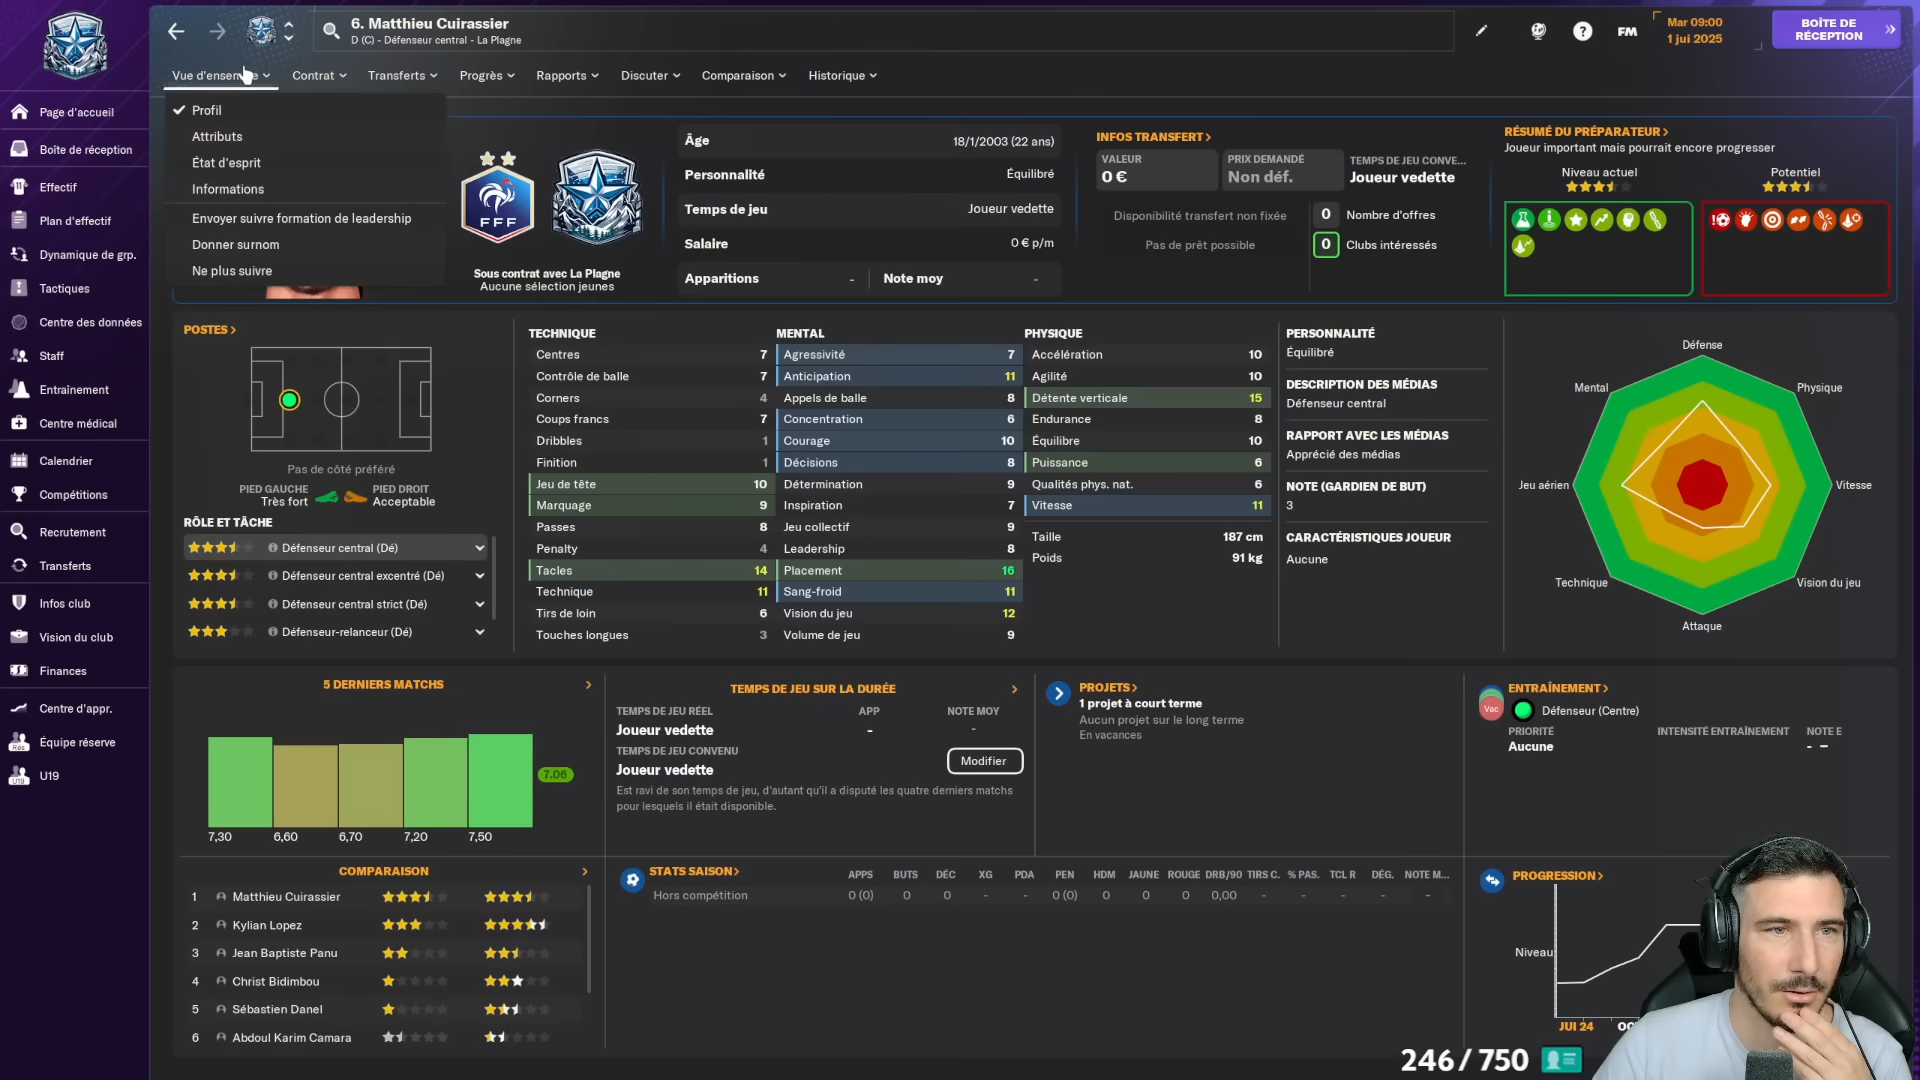 6. Matthieu Cuirassier
D (C) - Défenseur central - La Plagne
FM
Mar 09:00
1 jui 2025
BOÎTE DE RÉCEPTION
Contrat
Transferts
Progrès
Rapports
Discuter
Comparaison
Historique
Page d'accueil
Boîte de réception
Effectif
Plan d'effectif
Dynamique de grp.
Tactiques
Centre des données
Staff
Entraînement
Centre médical
Calendrier
Compétitions
Recrutement
Transferts
Infos club
Vision du club
Finances
Centre d'appr.
Équipe réserve
U19
Profil
Attributs
État d'esprit
Informations
Envoyer suivre formation de leadership
Donner surnom
Ne plus suivre
FFF
Sous contrat avec La Plagne
Aucune sélection jeunes
Âge 18/1/2003 (22 ans)
Personnalité Équilibré
Temps de jeu Joueur vedette
Salaire 0 € p/m
Apparitions - Note moy -
INFOS TRANSFERT
VALEUR
0 €
PRIX DEMANDÉ
Non déf.
TEMPS DE JEU CONVE...
Joueur vedette
Disponibilité transfert non fixée
Pas de prêt possible
0 Nombre d'offres
0 Clubs intéressés
RÉSUMÉ DU PRÉPARATEUR
Joueur important mais pourrait encore progresser
Niveau actuel
Potentiel
POSTES
Pas de côté préféré
PIED GAUCHE
Très fort
PIED DROIT
Acceptable
RÔLE ET TÂCHE
Défenseur central (Dé)
Défenseur central excentré (Dé)
Défenseur central strict (Dé)
Défenseur-relanceur (Dé)
TECHNIQUE
Centres 7
Contrôle de balle 7
Corners 4
Coups francs 7
Dribbles 1
Finition 1
Jeu de tête 10
Marquage 9
Passes 8
Penalty 4
Tacles 14
Technique 11
Tirs de loin 6
Touches longues 3
MENTAL
Agressivité 7
Anticipation 11
Appels de balle 8
Concentration 6
Courage 10
Décisions 8
Détermination 9
Inspiration 7
Jeu collectif 9
Leadership 8
Placement 16
Sang-froid 11
Vision du jeu 12
Volume de jeu 9
PHYSIQUE
Accélération 10
Agilité 10
Détente verticale 15
Endurance 8
Équilibre 10
Puissance 6
Qualités phys. nat. 6
Vitesse 11
Taille 187 cm
Poids 91 kg
PERSONNALITÉ
Équilibré
DESCRIPTION DES MÉDIAS
Défenseur central
RAPPORT AVEC LES MÉDIAS
Apprécié des médias
NOTE (GARDIEN DE BUT)
3
CARACTÉRISTIQUES JOUEUR
Aucune
Défense
Mental
Physique
Jeu aérien
Vitesse
Technique
Vision du jeu
Attaque
5 DERNIERS MATCHS
7.06
7,30 6,60 6,70 7,20 7,50
TEMPS DE JEU SUR LA DURÉE
TEMPS DE JEU RÉEL APP NOTE MOY
Joueur vedette - -
TEMPS DE JEU CONVENU
Joueur vedette
Modifier
Est ravi de son temps de jeu, d'autant qu'il a disputé les quatre derniers matchs
pour lesquels il était disponible.
PROJETS
1 projet à court terme
Aucun projet sur le long terme
En vacances
ENTRAÎNEMENT
Vac
Défenseur (Centre)
PRIORITÉ INTENSITÉ ENTRAÎNEMENT NOTE E
Aucune - -
COMPARAISON
1 Matthieu Cuirassier
2 Kylian Lopez
3 Jean Baptiste Panu
4 Christ Bidimbou
5 Sébastien Danel
6 Abdoul Karim Camara
STATS SAISON
APPS BUTS DÉC XG PDA PEN HDM JAUNE ROUGE DRB/90 TIRS C. % PAS. TCL R DÉG. NOTE M...
Hors compétition 0 (0) 0 0 - - 0 (0) 0 0 0 0,00 - - - - -
PROGRESSION
Niveau
JUI 24
246/750